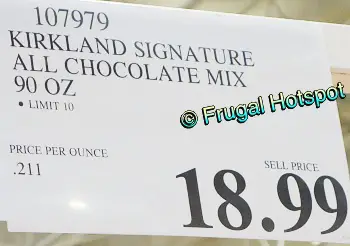 107979
KIRKLAND SIGNATURE
ALL CHOCOLATE MIX
90 OZ
• LIMIT 10
© Frugal Hotspot
PRICE PER OUNCE
.211
SELL PRICE
18.99